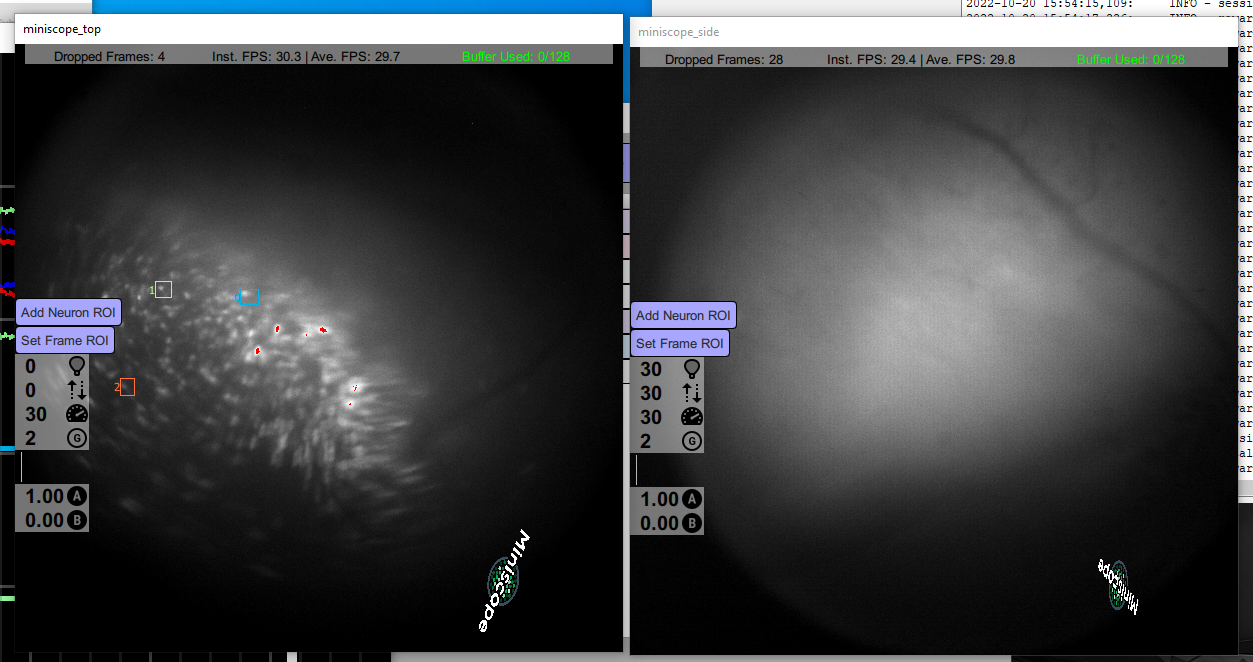 2022-10-20 15:54:15,109: INFO - sessi
miniscope_top
Dropped Frames: 4 Inst. FPS: 30.3 | Ave. FPS: 29.7 Buffer Used: 0/128
1
2
Add Neuron ROI
Set Frame ROI
0
0
30
2 G
1.00 A
0.00 B
Miniscope
miniscope_side
Dropped Frames: 28 Inst. FPS: 29.4 | Ave. FPS: 29.8 Buffer Used: 0/128
Add Neuron ROI
Set Frame ROI
30
30
30
2 G
1.00 A
0.00 B
Miniscope